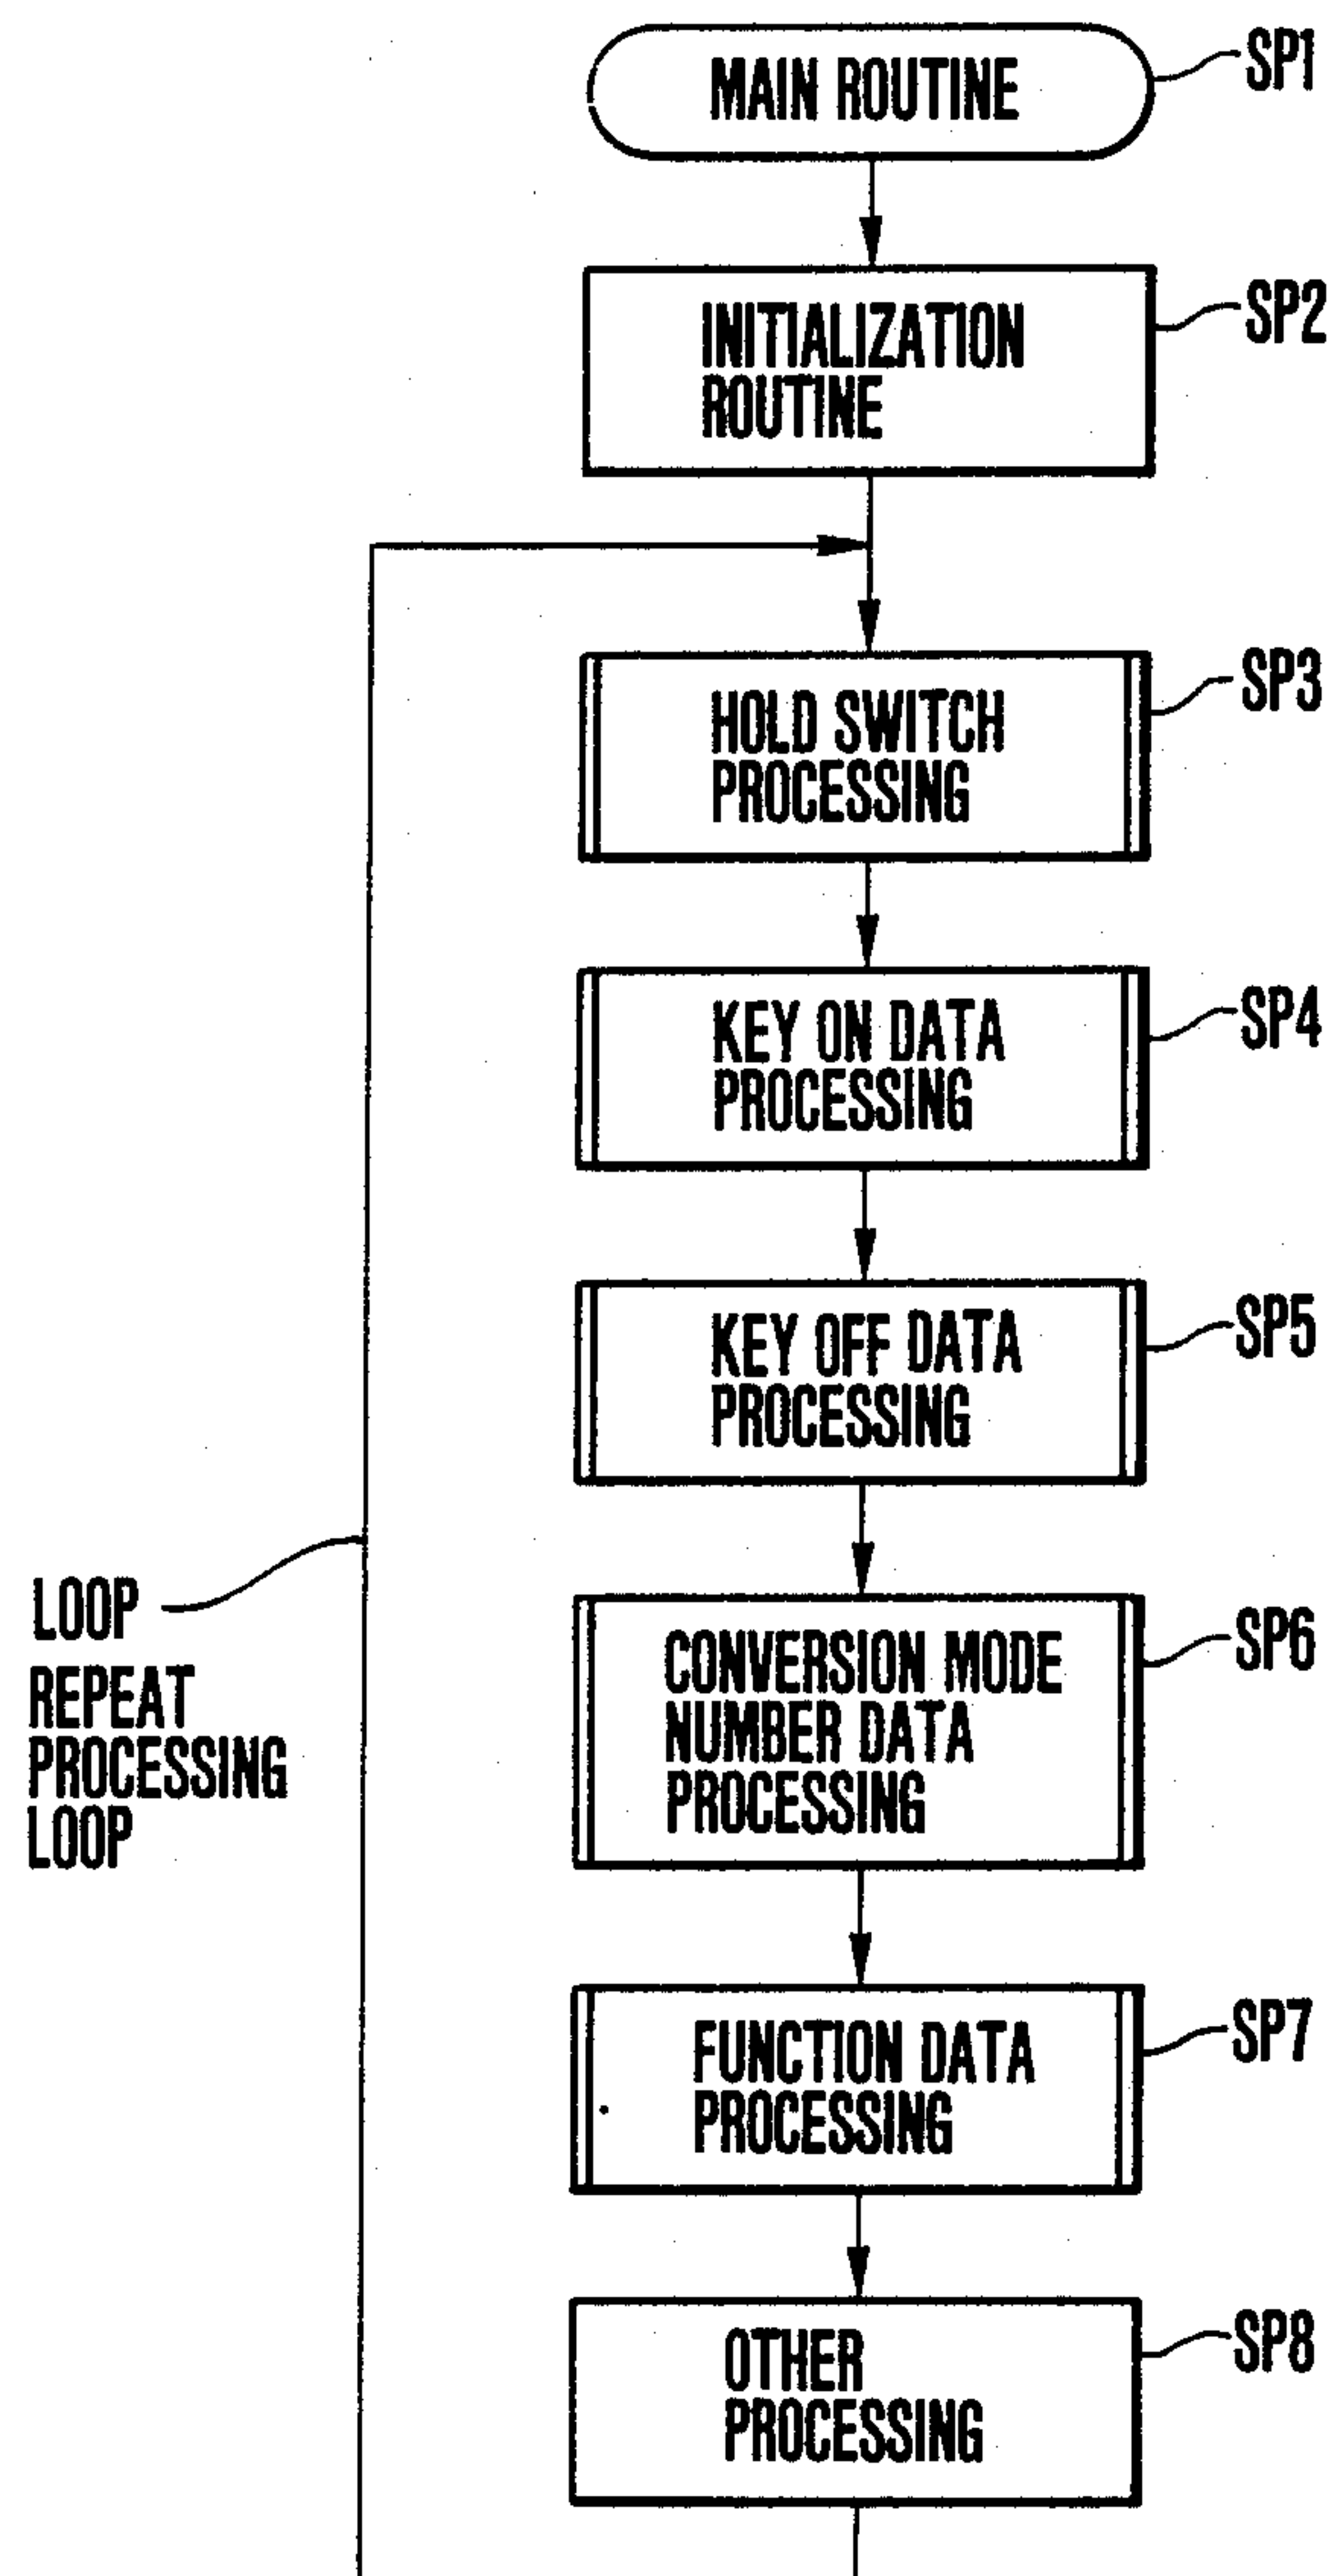 MAIN ROUTINE
SP1
INITIALIZATION
ROUTINE
SP2
HOLD SWITCH
PROCESSING
SP3
KEY ON DATA
PROCESSING
SP4
KEY OFF DATA
PROCESSING
SP5
LOOP
REPEAT
PROCESSING
LOOP
CONVERSION MODE
NUMBER DATA
PROCESSING
SP6
FUNCTION DATA
PROCESSING
SP7
OTHER
PROCESSING
SP8